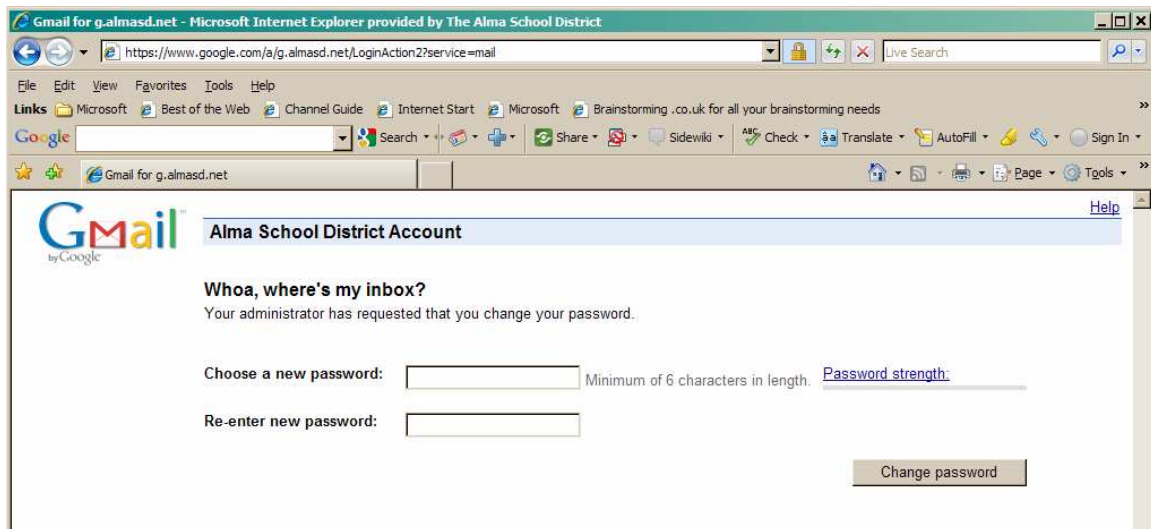 Gmail for g.almasd.net - Microsoft Internet Explorer provided by The Alma School District
https://www.google.com/a/g.almasd.net/LoginAction2?service=mail Live Search
File Edit View Favorites Tools Help
Links Microsoft Best of the Web Channel Guide Internet Start Microsoft Brainstorming .co.uk for all your brainstorming needs »
Google Search Share Sidewiki ABC Check Translate AutoFill Sign In
Gmail for g.almasd.net Page Tools »
Help
Gmail by Google
Alma School District Account
Whoa, where's my inbox?
Your administrator has requested that you change your password.
Choose a new password: Minimum of 6 characters in length. Password strength:
Re-enter new password:
Change password